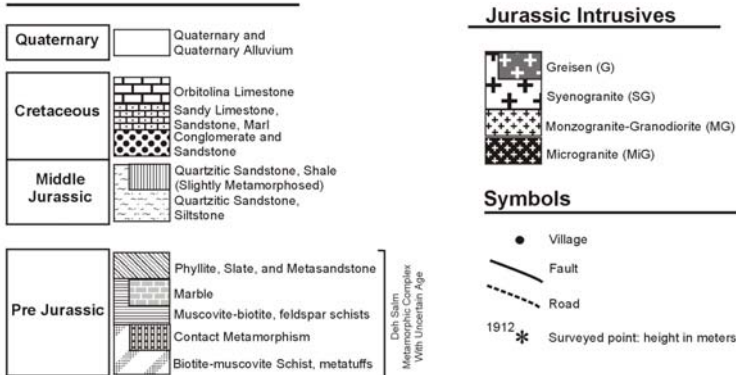 Quaternary
Quaternary and
Quaternary Alluvium
Cretaceous
Orbitolina Limestone
Sandy Limestone,
Sandstone, Marl
Conglomerate and
Sandstone
Middle
Jurassic
Quartzitic Sandstone, Shale
(Slightly Metamorphosed)
Quartzitic Sandstone,
Siltstone
Pre Jurassic
Phyllite, Slate, and Metasandstone
Marble
Muscovite-biotite, feldspar schists
Contact Metamorphism
Biotite-muscovite Schist, metatuffs
Deh Salm
Metamorphic Complex
With Uncertain Age
Jurassic Intrusives
Greisen (G)
Syenogranite (SG)
Monzogranite-Granodiorite (MG)
Microgranite (MiG)
Symbols
Village
Fault
Road
1912 Surveyed point: height in meters